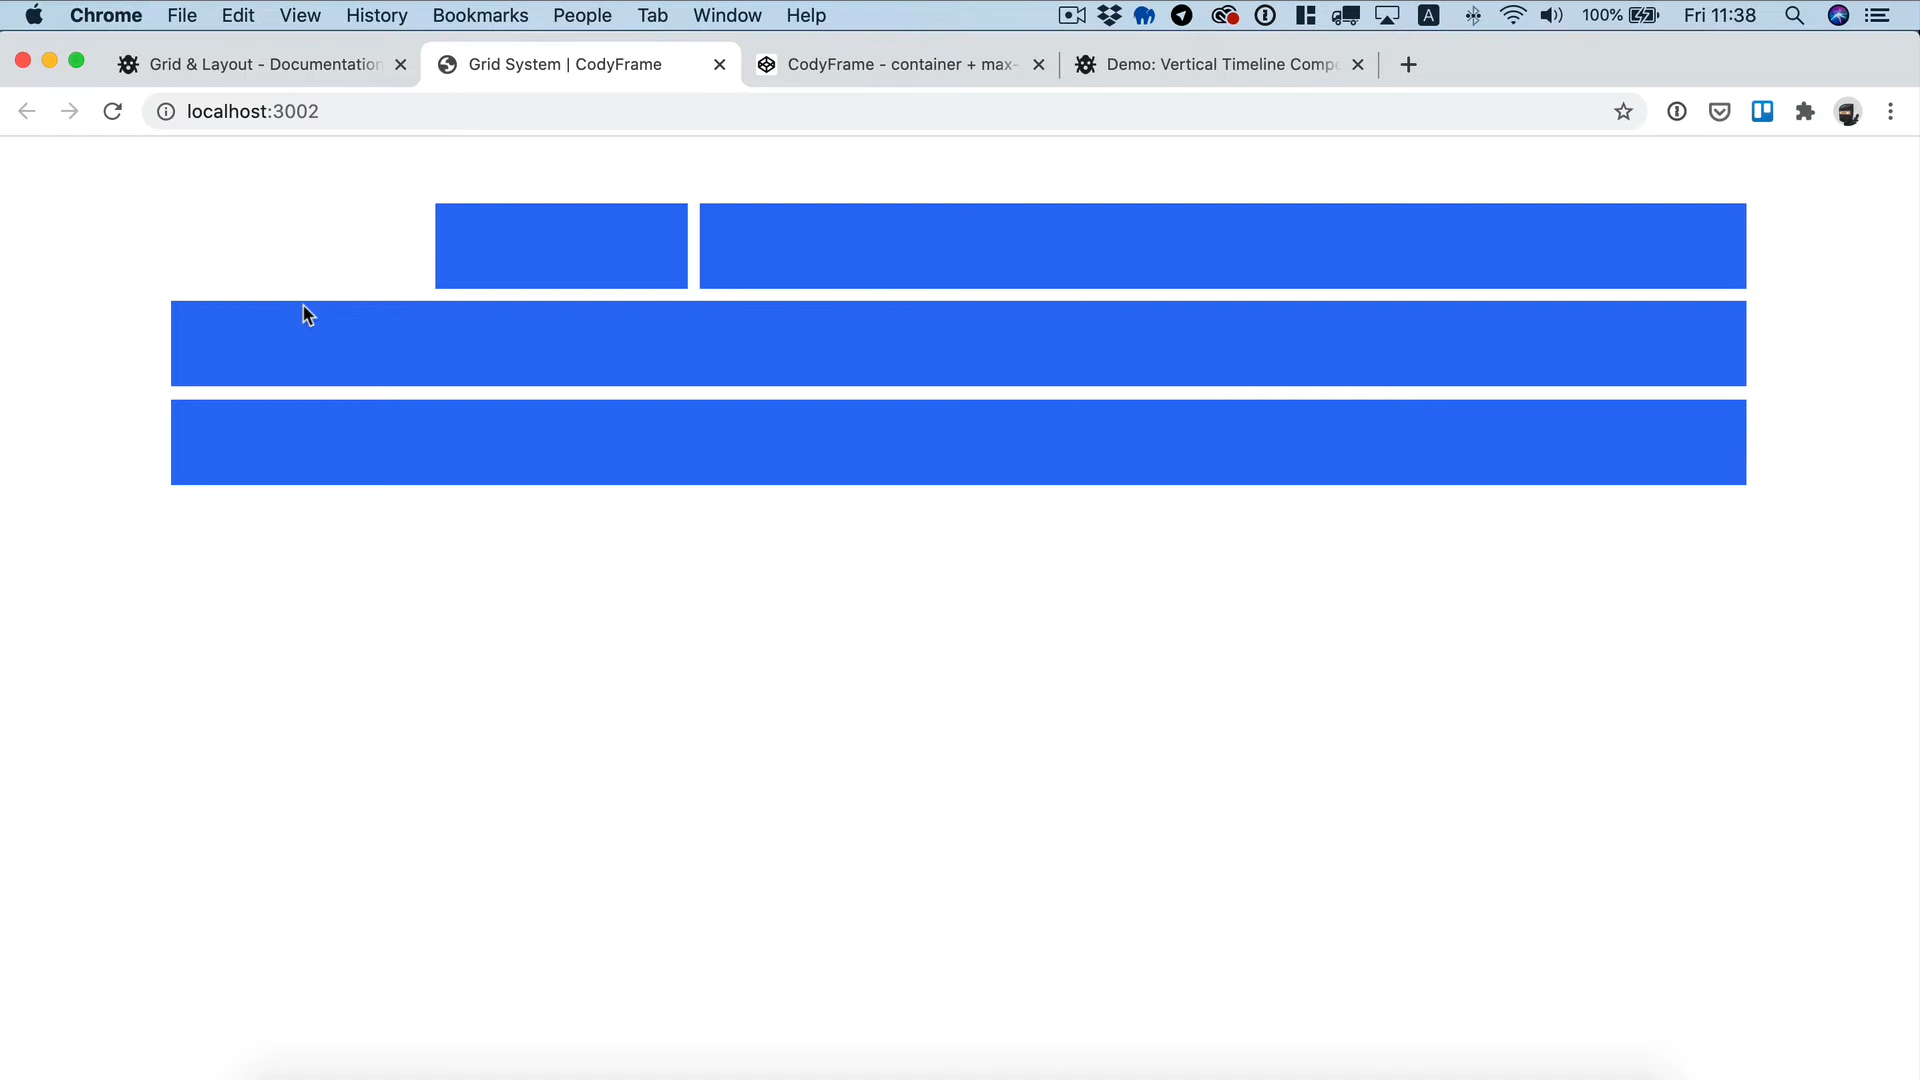 Chrome File Edit View History Bookmarks People Tab Window Help A 100% Fri 11:38
Grid & Layout - Documentation Grid System | CodyFrame CodyFrame - container + max- Demo: Vertical Timeline Compo
localhost:3002